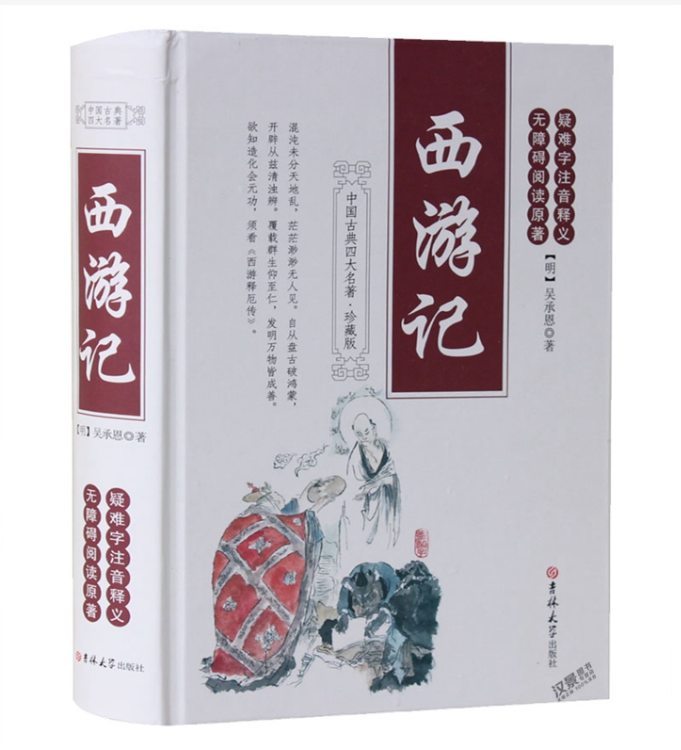 中国古典
四大名著
西游记
【明】吴承恩◎著
疑难字注音释义
无障碍阅读原著
吉林大学出版社
西游记
疑难字注音释义
无障碍阅读原著
【明】吴承恩◎著
中国古典四大名著·珍藏版
混沌未分天地乱，茫茫渺渺无人见。自从盘古破鸿蒙，
开辟从兹清浊辨。覆载群生仰至仁，发明万物皆成善。
欲知造化会元功，须看《西游释厄传》。
吉林大学出版社
汉景图书